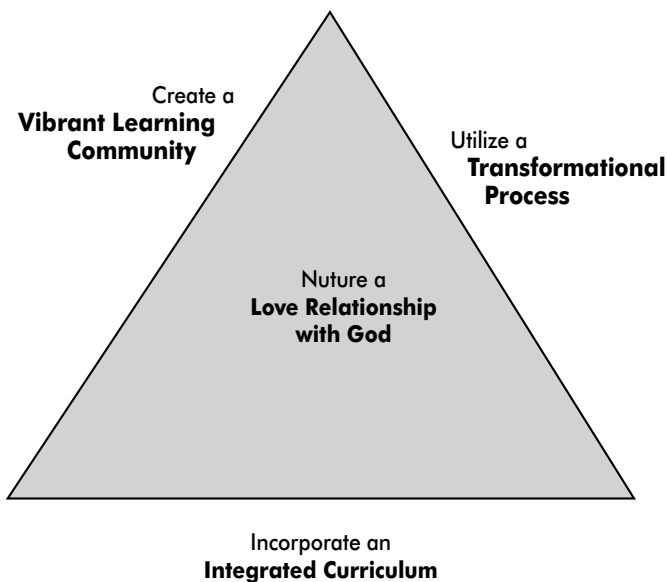 Create a
Vibrant Learning
Community
Utilize a
Transformational
Process
Nuture a
Love Relationship
with God
Incorporate an
Integrated Curriculum